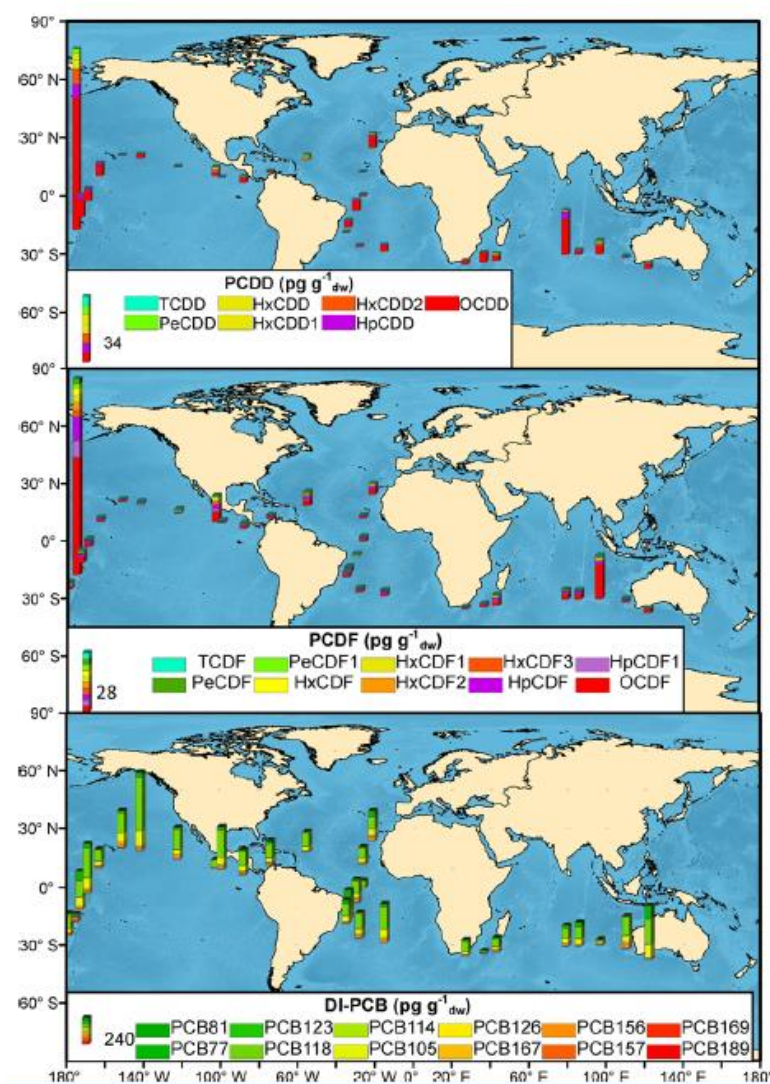 90°
60° N
30° N
0°
30° S
PCDD (pg g⁻¹dw)
TCDD HxCDD HxCDD2 OCDD
PeCDD HxCDD1 HpCDD
34
60° S
90°
60° N
30° N
0°
30° S
PCDF (pg g⁻¹dw)
TCDF PeCDF1 HxCDF1 HxCDF3 HpCDF1
PeCDF HxCDF HxCDF2 HpCDF OCDF
28
60° S
90°
60° N
30° N
0°
30° S
60° S
DI-PCB (pg g⁻¹dw)
PCB81 PCB123 PCB114 PCB126 PCB156 PCB169
PCB77 PCB118 PCB105 PCB167 PCB157 PCB189
240
180° 140° W 100° W 60° W 20° W 0° 20° E 60° E 100° E 140° E 180°